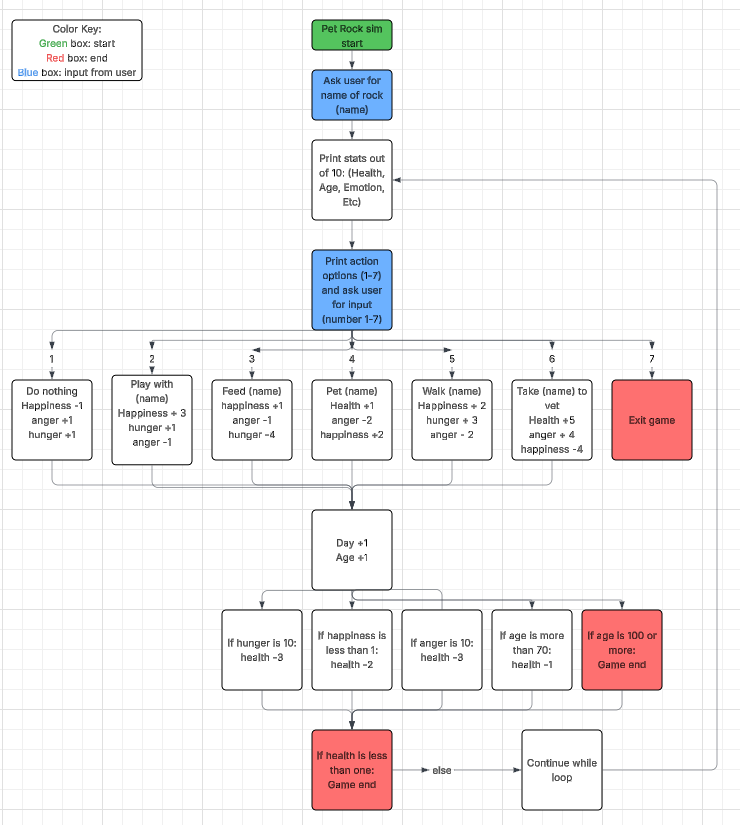 Color Key:
Green box: start
Red box: end
Blue box: input from user
Pet Rock sim
start
Ask user for
name of rock
(name)
Print stats out
of 10: (Health,
Age, Emotion,
Etc)
Print action
options (1-7)
and ask user
for input
(number 1-7)
1
2
3
4
5
6
7
Do nothing
Happiness -1
anger +1
hunger +1
Play with
(name)
Happiness + 3
hunger +1
anger -1
Feed (name)
happiness +1
anger -1
hunger -4
Pet (name)
Health +1
anger -2
happiness +2
Walk (name)
Happiness + 2
hunger + 3
anger - 2
Take (name) to
vet
Health +5
anger + 4
happiness -4
Exit game
Day +1
Age +1
If hunger is 10:
health -3
If happiness is
less than 1:
health -2
If anger is 10:
health -3
If age is more
than 70:
health -1
If age is 100 or
more:
Game end
If health is less
than one:
Game end
else
Continue while
loop